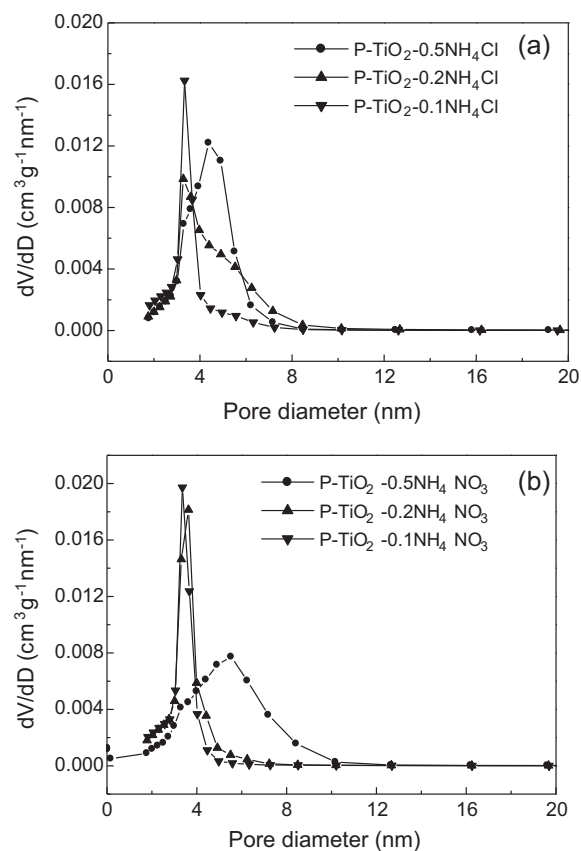 0.020
0.016
0.012
0.008
0.004
0.000
dV/dD (cm³g⁻¹nm⁻¹)
(a)
P-TiO₂-0.5NH₄Cl
P-TiO₂-0.2NH₄Cl
P-TiO₂-0.1NH₄Cl
0 4 8 12 16 20
Pore diameter (nm)
0.020
0.016
0.012
0.008
0.004
0.000
dV/dD (cm³g⁻¹nm⁻¹)
(b)
P-TiO₂ -0.5NH₄ NO₃
P-TiO₂ -0.2NH₄ NO₃
P-TiO₂ -0.1NH₄ NO₃
0 4 8 12 16 20
Pore diameter (nm)